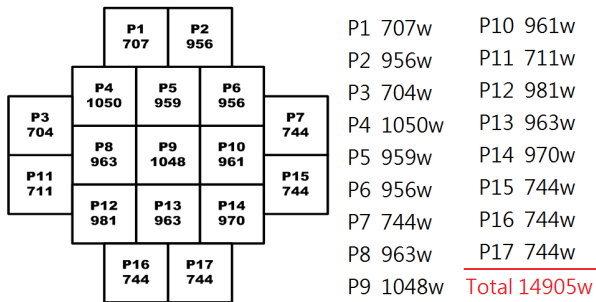 P1
707
P2
956
P4
1050
P5
959
P6
956
P3
704
P7
744
P8
963
P9
1048
P10
961
P11
711
P15
744
P12
981
P13
963
P14
970
P16
744
P17
744
P1 707w
P2 956w
P3 704w
P4 1050w
P5 959w
P6 956w
P7 744w
P8 963w
P9 1048w
P10 961w
P11 711w
P12 981w
P13 963w
P14 970w
P15 744w
P16 744w
P17 744w
Total 14905w